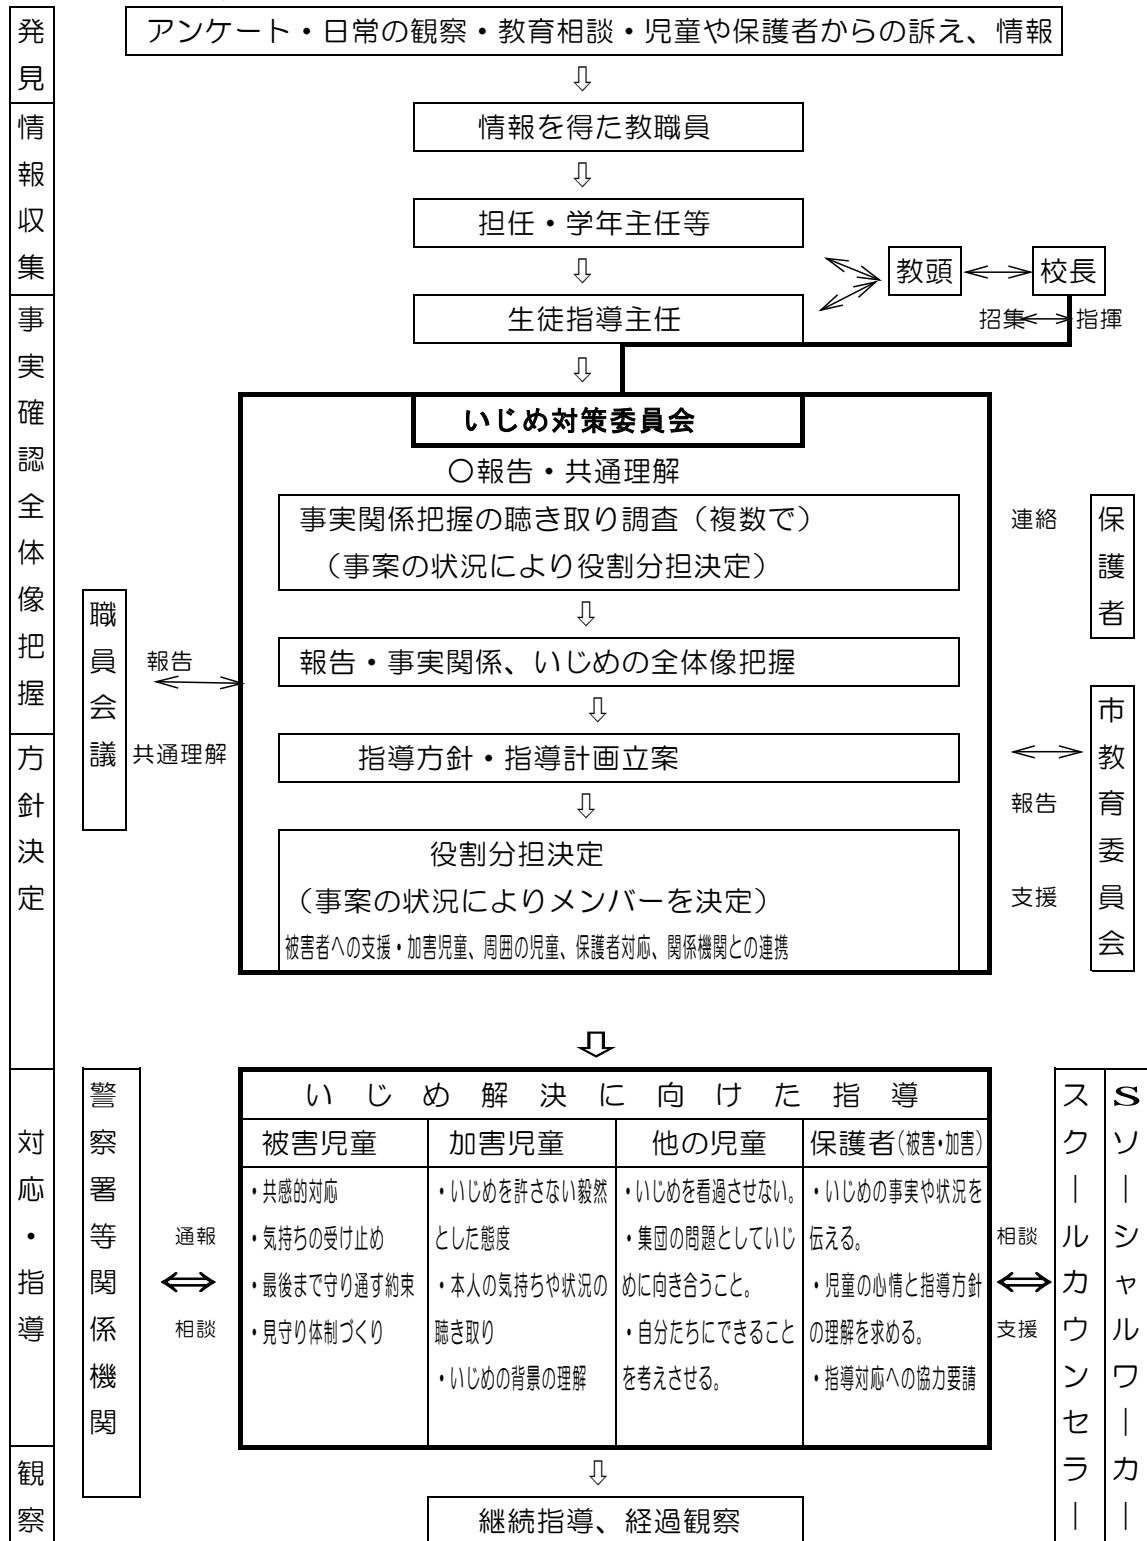 発見
アンケート・日常の観察・教育相談・児童や保護者からの訴え、情報
⇩
情報収集
情報を得た教職員
⇩
担任・学年主任等
⇩
教頭
校長
事実確認全体像把握
生徒指導主任
招集
指揮
⇩
いじめ対策委員会
〇報告・共通理解
事実関係把握の聴き取り調査（複数で）
（事案の状況により役割分担決定）
連絡
保護者
⇩
職員会議
報告
共通理解
報告・事実関係、いじめの全体像把握
⇩
方針決定
指導方針・指導計画立案
市教育委員会
報告
支援
⇩
役割分担決定
（事案の状況によりメンバーを決定）
被害者への支援・加害児童、周囲の児童、保護者対応、関係機関との連携
⇩
対応・指導
警察署等関係機関
通報
相談
いじめ解決に向けた指導
被害児童
・共感的対応
・気持ちの受け止め
・最後まで守り通す約束
・見守り体制づくり
加害児童
・いじめを許さない毅然
とした態度
・本人の気持ちや状況の
聴き取り
・いじめの背景の理解
他の児童
・いじめを看過させない。
・集団の問題としていじ
めに向き合うこと。
・自分たちにできること
を考えさせる。
保護者(被害・加害)
・いじめの事実や状況を
伝える。
・児童の心情と指導方針
の理解を求める。
・指導対応への協力要請
相談
支援
スクールカウンセラー
Sソーシャルワーカー
観察
⇩
継続指導、経過観察